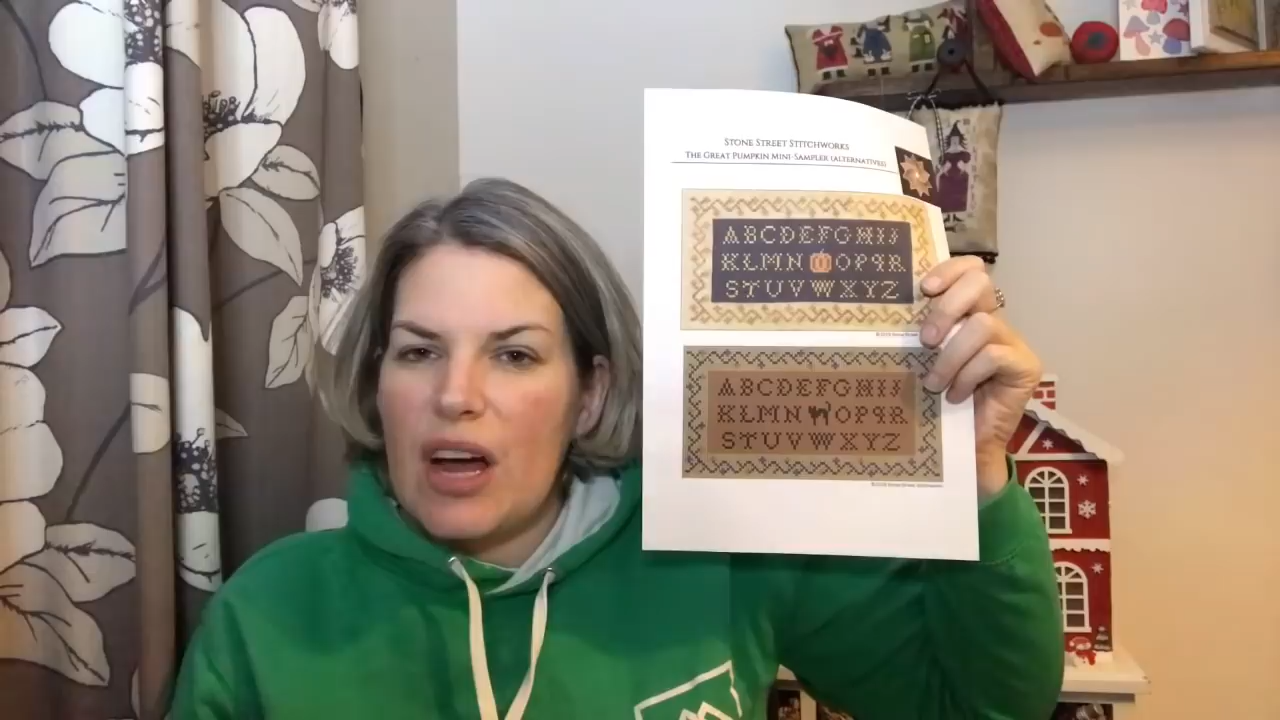 STONE STREET STITCHWORKS
THE GREAT PUMPKIN MINI-SAMPLER (ALTERNATIVES)
ABCDEFGHIJ
KLMN OPQR
STUVWXYZ
ABCDEFGHIJ
KLMN OPQR
STUVWXYZ